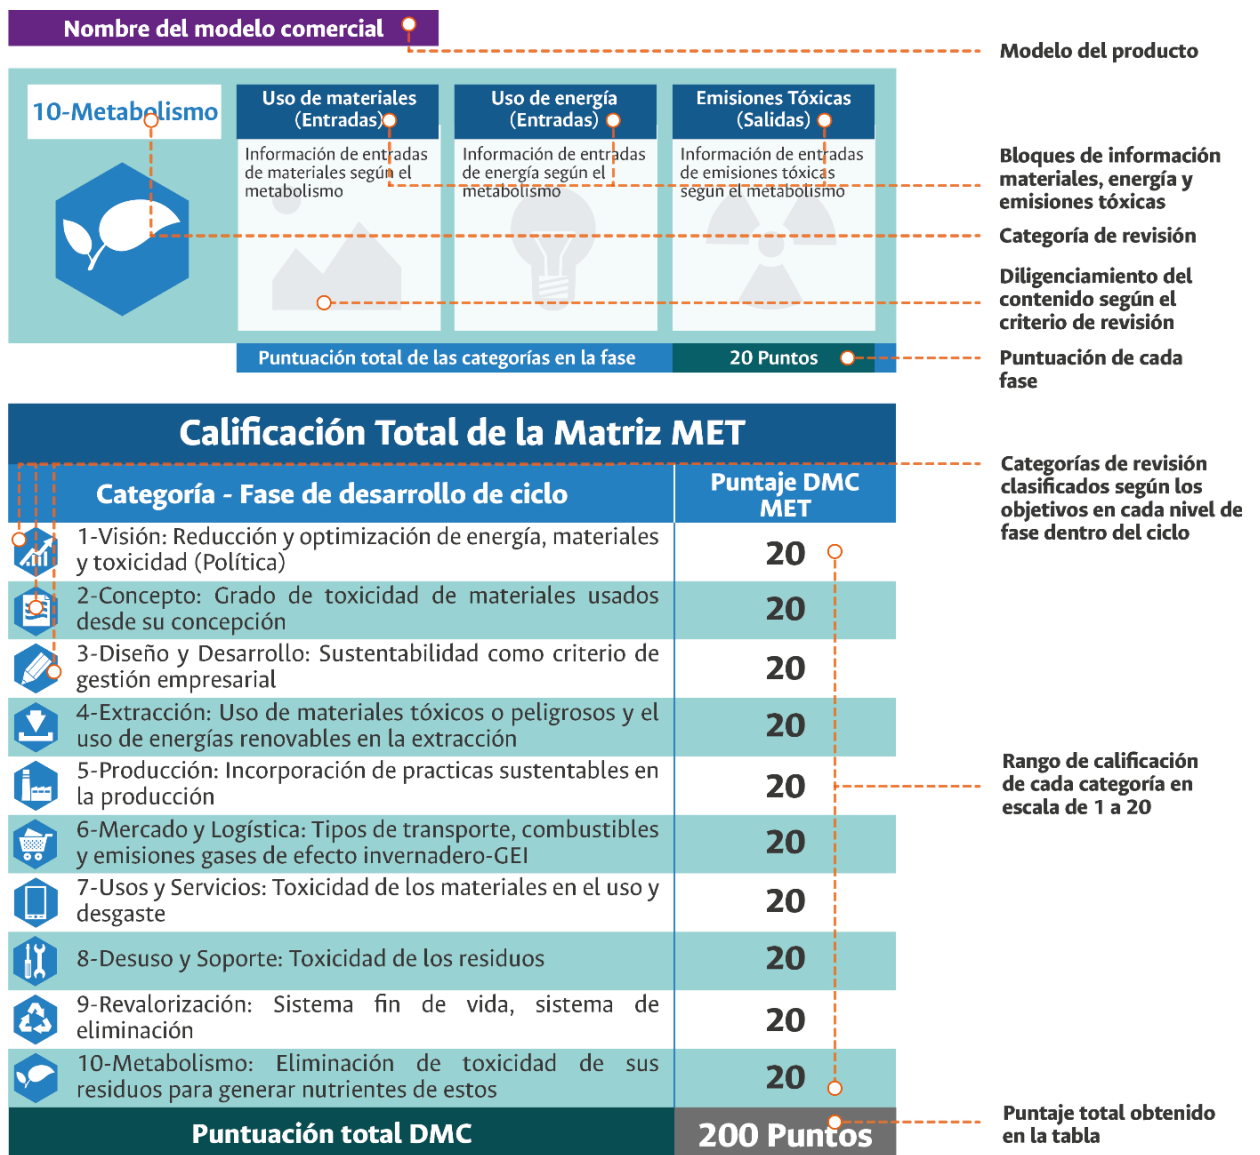 Nombre del modelo comercial
Modelo del producto
10-Metabolismo
Uso de materiales
(Entradas)
Información de entradas
de materiales según el
metabolismo
Uso de energía
(Entradas)
Información de entradas
de energía según el
metabolismo
Emisiones Tóxicas
(Salidas)
Información de entradas
de emisiones tóxicas
según el metabolismo
Bloques de información
materiales, energía y
emisiones tóxicas
Categoría de revisión
Diligenciamiento del
contenido según el
criterio de revisión
Puntuación total de las categorías en la fase
20 Puntos
Puntuación de cada
fase
Calificación Total de la Matriz MET
Categoría - Fase de desarrollo de ciclo
Puntaje DMC
MET
Categorías de revisión
clasificados según los
objetivos en cada nivel de
fase dentro del ciclo
1-Visión: Reducción y optimización de energía, materiales
y toxicidad (Política)
20
2-Concepto: Grado de toxicidad de materiales usados
desde su concepción
20
3-Diseño y Desarrollo: Sustentabilidad como criterio de
gestión empresarial
20
4-Extracción: Uso de materiales tóxicos o peligrosos y el
uso de energías renovables en la extracción
20
5-Producción: Incorporación de practicas sustentables en
la producción
20
Rango de calificación
de cada categoría en
escala de 1 a 20
6-Mercado y Logística: Tipos de transporte, combustibles
y emisiones gases de efecto invernadero-GEI
20
7-Usos y Servicios: Toxicidad de los materiales en el uso y
desgaste
20
8-Desuso y Soporte: Toxicidad de los residuos
20
9-Revalorización: Sistema fin de vida, sistema de
eliminación
20
10-Metabolismo: Eliminación de toxicidad de sus
residuos para generar nutrientes de estos
20
Puntuación total DMC
200 Puntos
Puntaje total obtenido
en la tabla